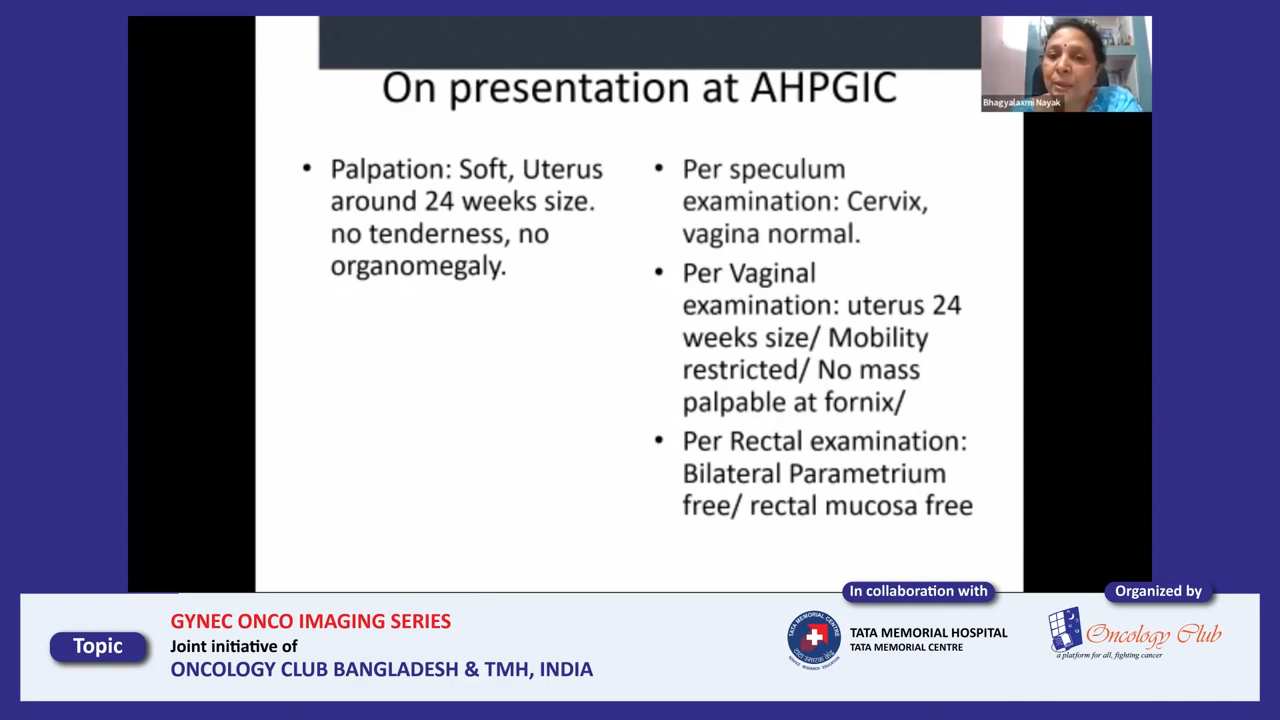 On presentation at AHPGIC
Bhagyalaxmi Nayak
• Palpation: Soft, Uterus
around 24 weeks size.
no tenderness, no
organomegaly.
• Per speculum
examination: Cervix,
vagina normal.
• Per Vaginal
examination: uterus 24
weeks size/ Mobility
restricted/ No mass
palpable at fornix/
• Per Rectal examination:
Bilateral Parametrium
free/ rectal mucosa free
Topic
GYNEC ONCO IMAGING SERIES
Joint initiative of
ONCOLOGY CLUB BANGLADESH & TMH, INDIA
In collaboration with
TATA MEMORIAL CENTRE
TATA MEMORIAL HOSPITAL
TATA MEMORIAL CENTRE
Organized by
Oncology Club
a platform for all, fighting cancer